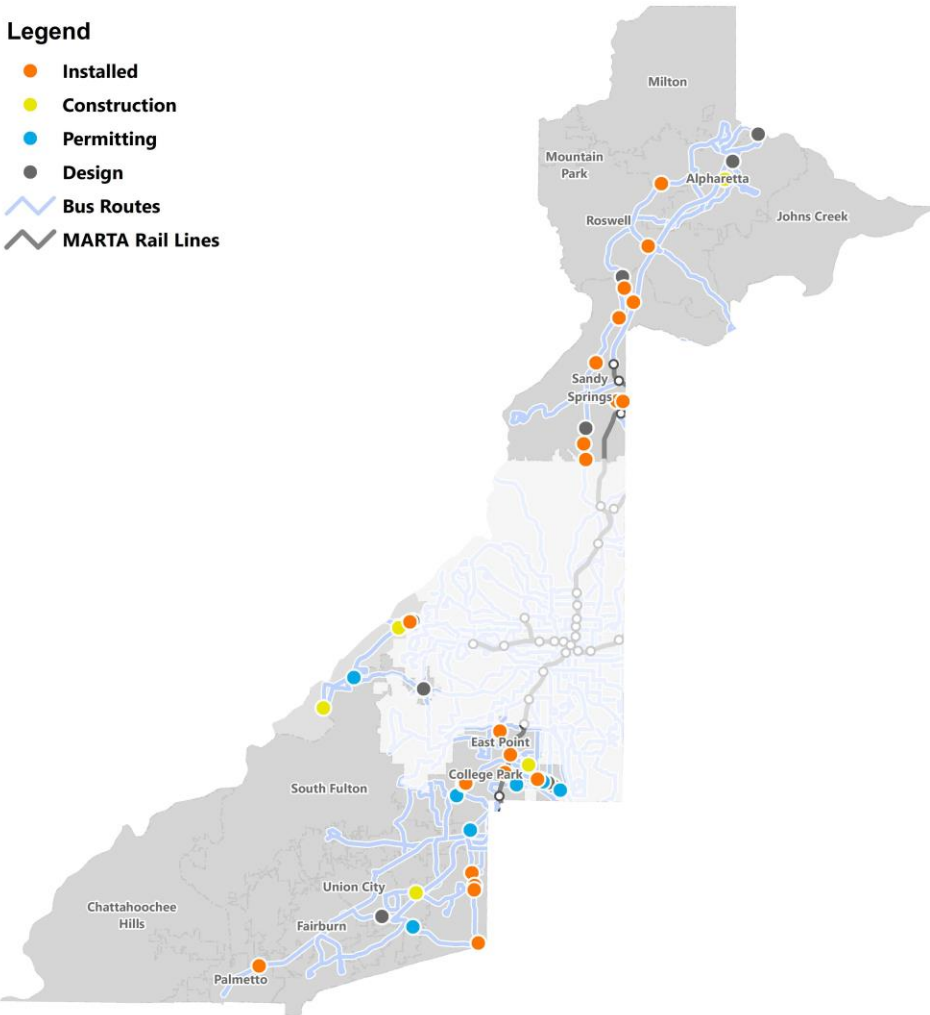 Legend
Installed
Construction
Permitting
Design
Bus Routes
MARTA Rail Lines
Milton
Mountain
Park
Alpharetta
Roswell
Johns Creek
Sandy
Springs
East Point
College Park
South Fulton
Union City
Chattahoochee
Hills
Fairburn
Palmetto